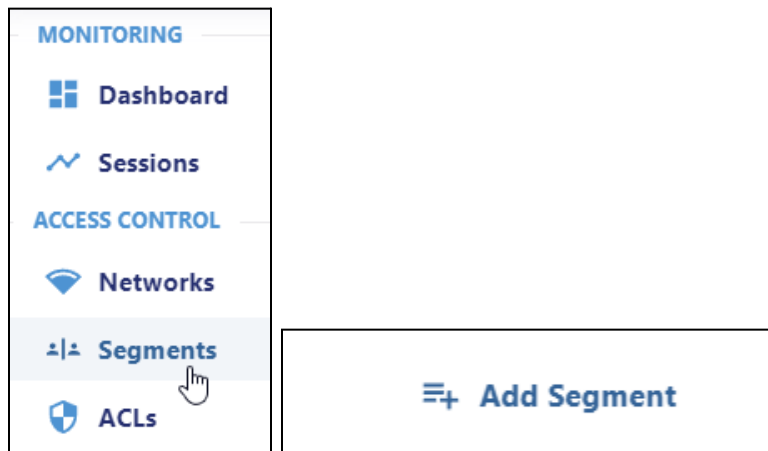 MONITORING
Dashboard
Sessions
ACCESS CONTROL
Networks
Segments
ACLs
Add Segment